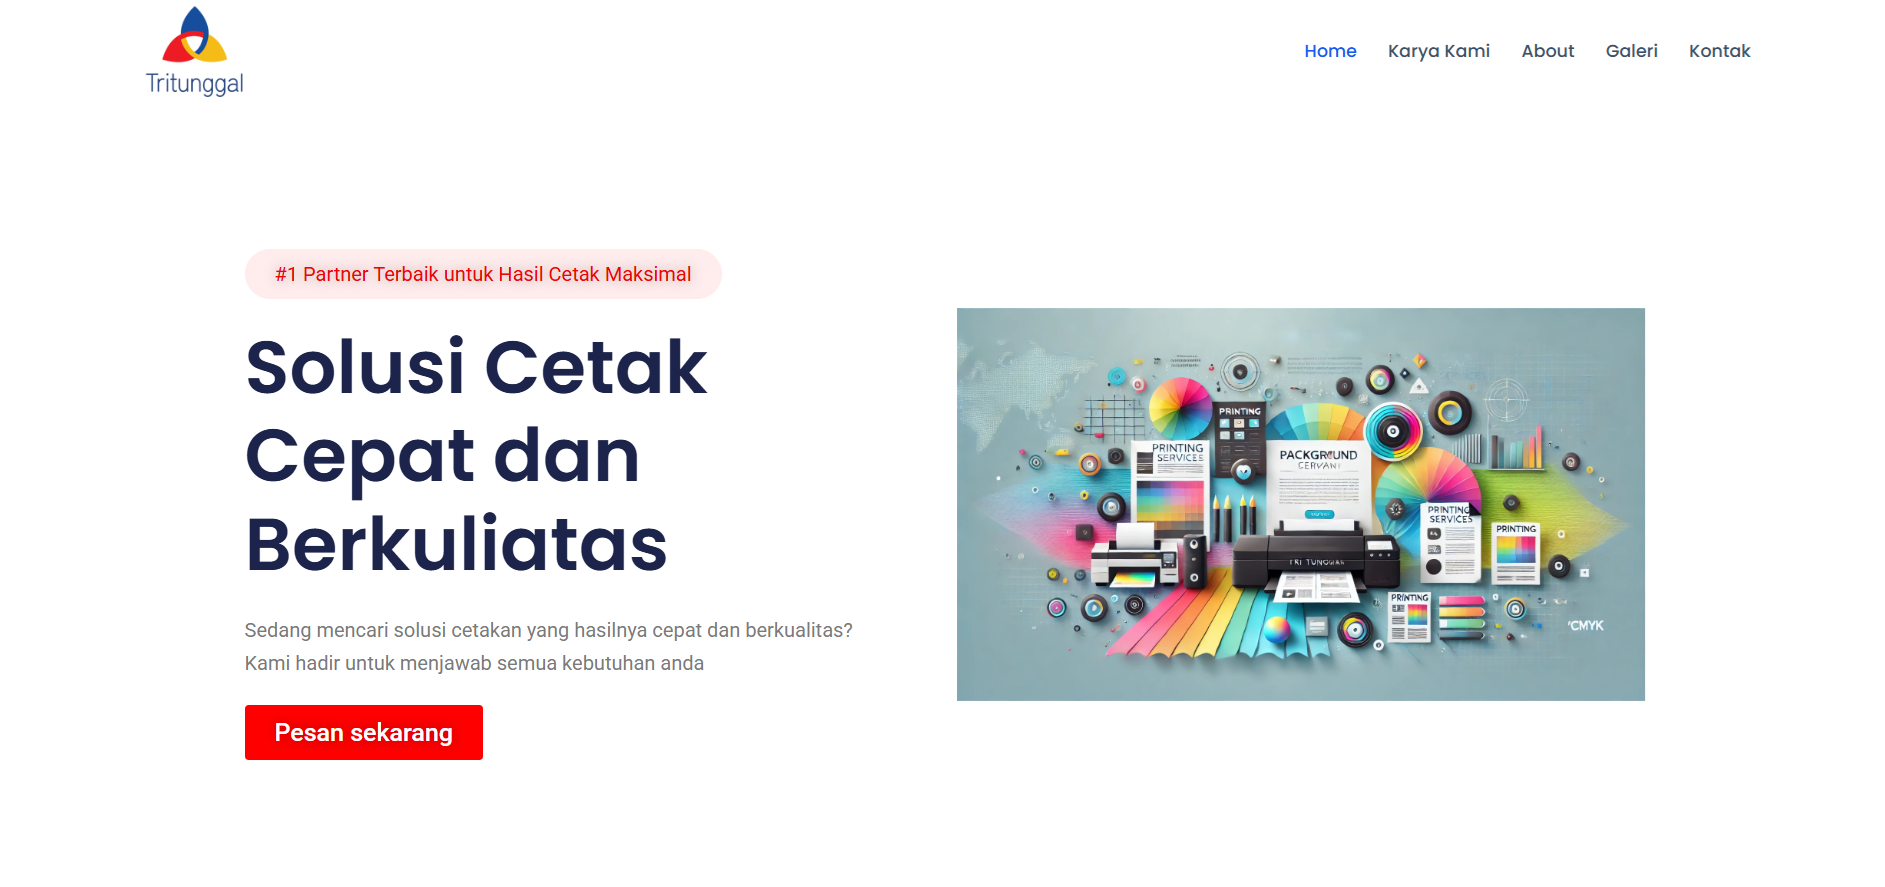 Tritunggal
Home Karya Kami About Galeri Kontak
#1 Partner Terbaik untuk Hasil Cetak Maksimal
Solusi Cetak
Cepat dan
Berkuliatas
Sedang mencari solusi cetakan yang hasilnya cepat dan berkualitas?
Kami hadir untuk menjawab semua kebutuhan anda
Pesan sekarang
PRINTING
PRINTING
SERVICES
PACKGROUND
PRINTING
SERVICES
PRINTING
TRI TUNGGAL
PRINTING
CMYK